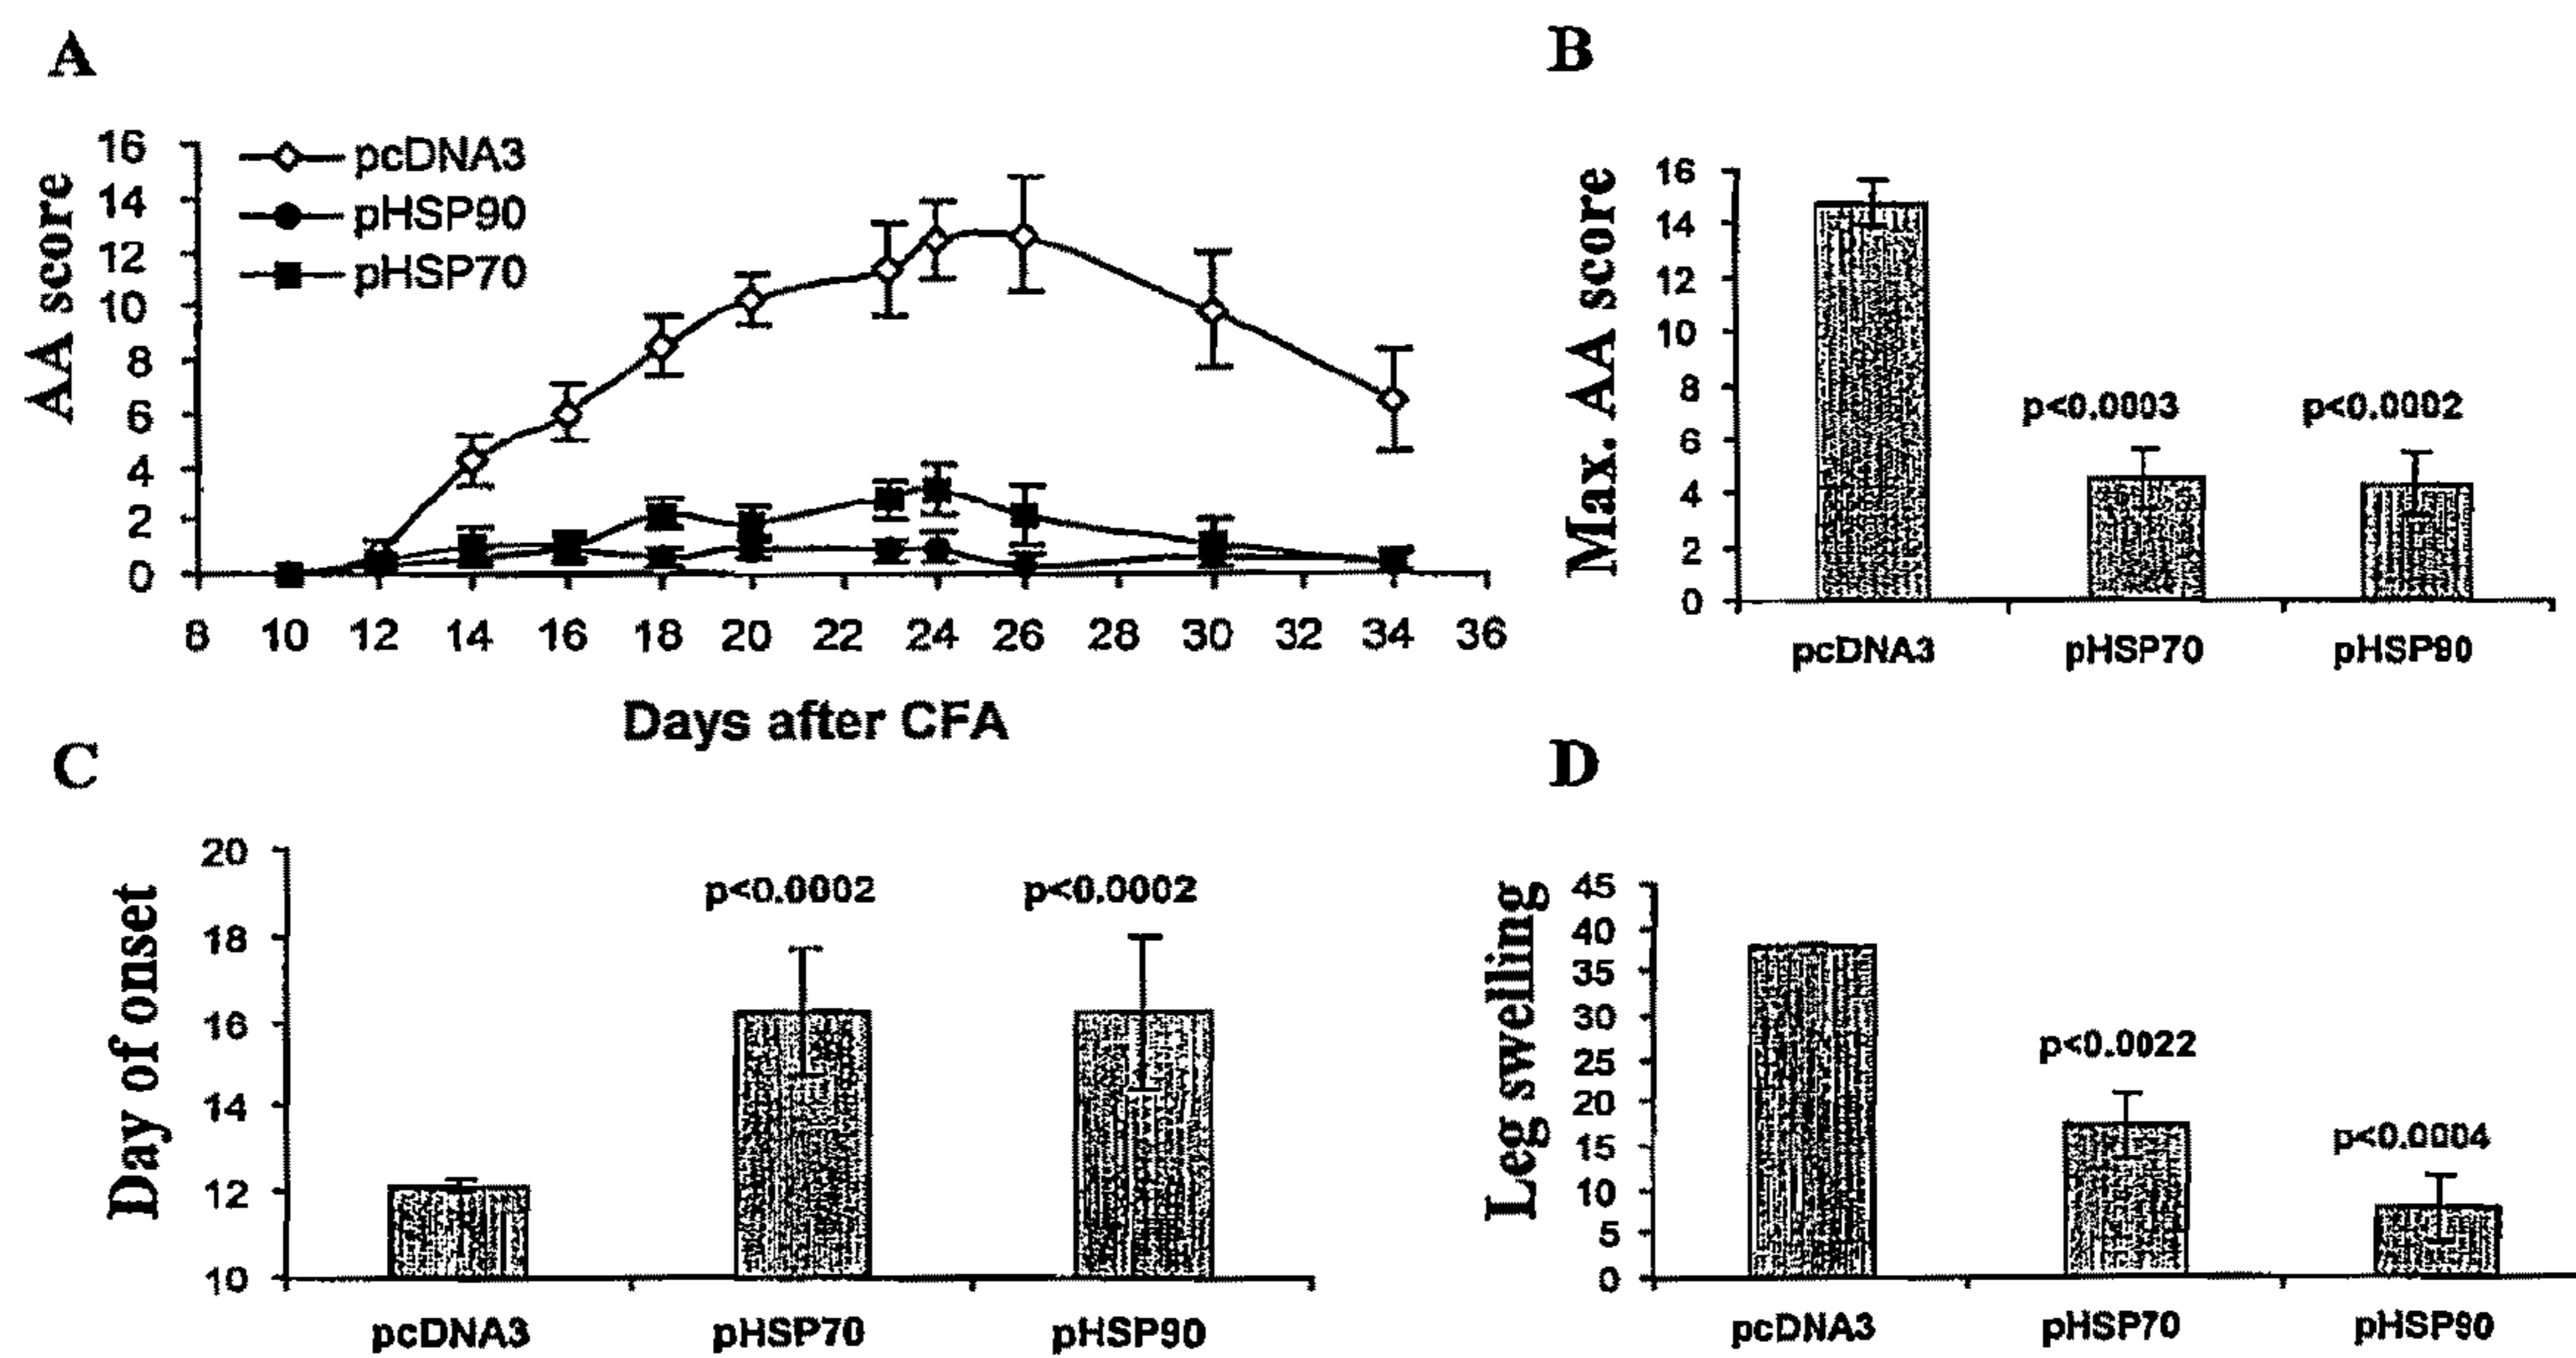 A
AA score
16
14
12
10
8
6
4
2
0
pcDNA3
pHSP90
pHSP70
8 10 12 14 16 18 20 22 24 26 28 30 32 34 36
Days after CFA
B
Max. AA score
16
14
12
10
8
6
4
2
0
p<0.0003
p<0.0002
pcDNA3 pHSP70 pHSP90
C
Day of onset
20
18
16
14
12
10
p<0.0002
p<0.0002
pcDNA3 pHSP70 pHSP90
D
Leg swelling
45
40
35
30
25
20
15
10
5
0
p<0.0022
p<0.0004
pcDNA3 pHSP70 pHSP90